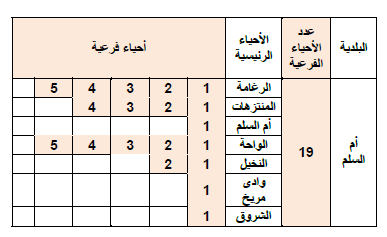 البلدية عدد الأحياء الفرعية الأحياء الرئيسية أحياء فرعية
أم السلم 19
الرغامة 1 2 3 4 5
المنتزهات 1 2 3 4
أم السلم 1
الواحة 1 2 3 4 5
النخيل 1 2
وادى مريخ 1
الشروق 1